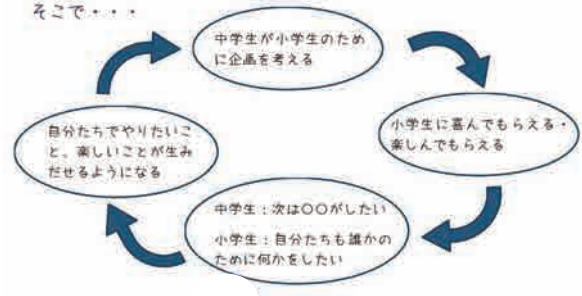 そこで・・・
中学生が小学生のため
に企画を考える
小学生に喜んでもらえる・
楽しんでもらえる
中学生：次は〇〇がしたい
小学生：自分たちも誰かの
ために何かをしたい
自分たちでやりたいこ
と、楽しいことが生み
だせるようになる